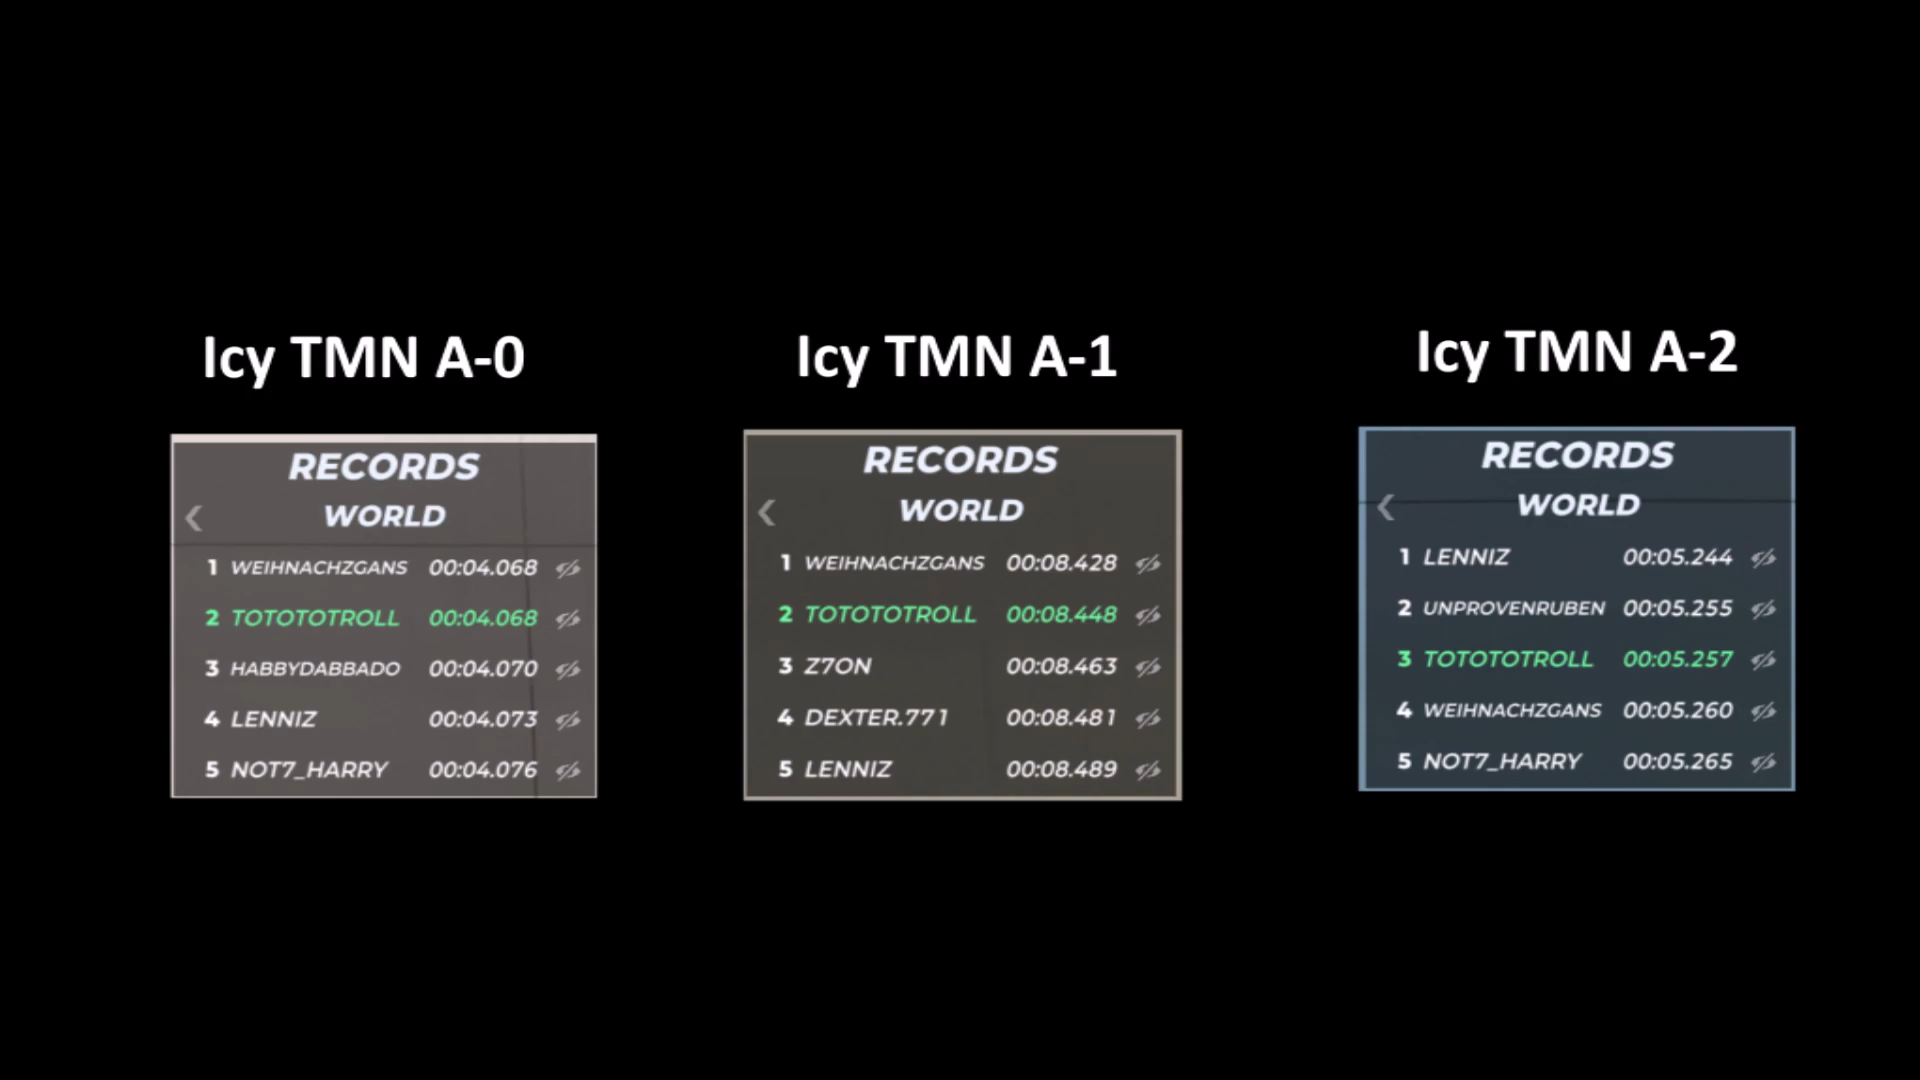 Icy TMN A-0
RECORDS
WORLD
1 WEIHNACHZGANS 00:04.068
2 TOTOTOTROLL 00:04.068
3 HABBYDABBADO 00:04.070
4 LENNIZ 00:04.073
5 NOT7_HARRY 00:04.076
Icy TMN A-1
RECORDS
WORLD
1 WEIHNACHZGANS 00:08.428
2 TOTOTOTROLL 00:08.448
3 Z7ON 00:08.463
4 DEXTER.771 00:08.481
5 LENNIZ 00:08.489
Icy TMN A-2
RECORDS
WORLD
1 LENNIZ 00:05.244
2 UNPROVENRUBEN 00:05.255
3 TOTOTOTROLL 00:05.257
4 WEIHNACHZGANS 00:05.260
5 NOT7_HARRY 00:05.265